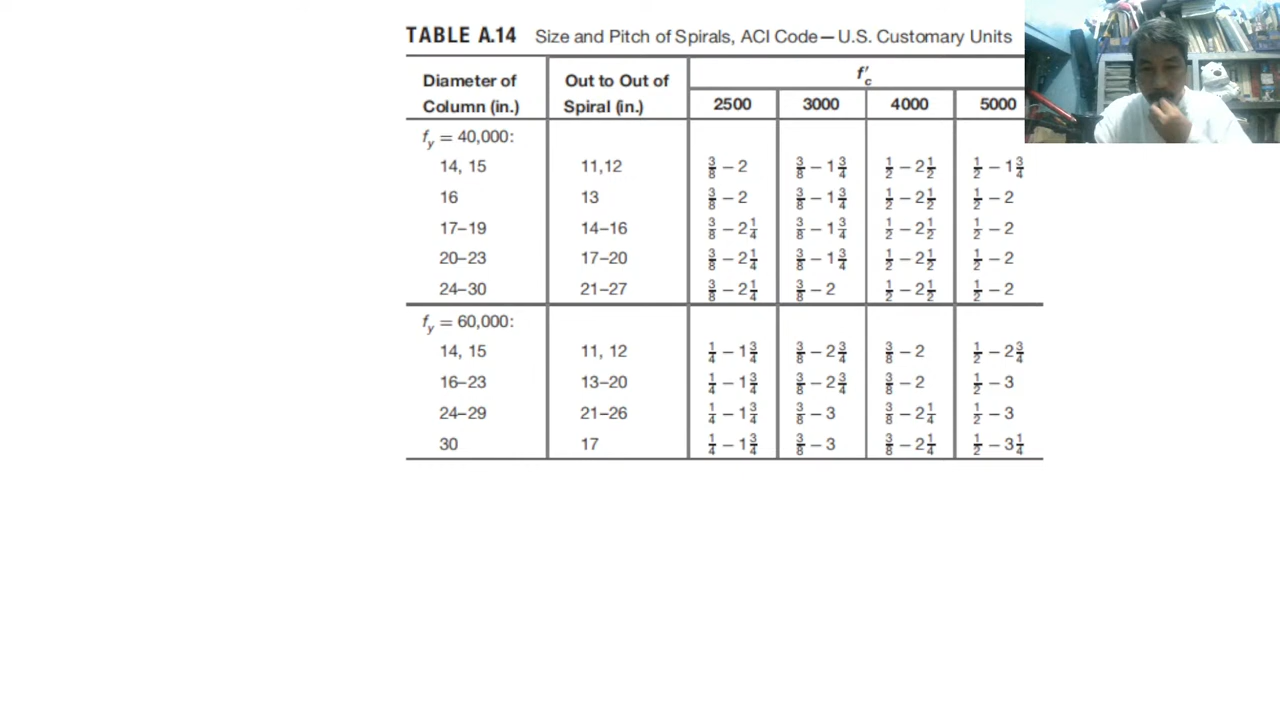 TABLE A.14 Size and Pitch of Spirals, ACI Code—U.S. Customary Units
Diameter of Column (in.) Out to Out of Spiral (in.) f′c
2500 3000 4000 5000
fy = 40,000:
14, 15 11,12 3/8 – 2 3/8 – 1 3/4 1/2 – 2 1/2 1/2 – 1 3/4
16 13 3/8 – 2 3/8 – 1 3/4 1/2 – 2 1/2 1/2 – 2
17–19 14–16 3/8 – 2 1/4 3/8 – 1 3/4 1/2 – 2 1/2 1/2 – 2
20–23 17–20 3/8 – 2 1/4 3/8 – 1 3/4 1/2 – 2 1/2 1/2 – 2
24–30 21–27 3/8 – 2 1/4 3/8 – 2 1/2 – 2 1/2 1/2 – 2
fy = 60,000:
14, 15 11, 12 1/4 – 1 3/4 3/8 – 2 3/4 3/8 – 2 1/2 – 2 3/4
16–23 13–20 1/4 – 1 3/4 3/8 – 2 3/4 3/8 – 2 1/2 – 3
24–29 21–26 1/4 – 1 3/4 3/8 – 3 3/8 – 2 1/4 1/2 – 3
30 17 1/4 – 1 3/4 3/8 – 3 3/8 – 2 1/4 1/2 – 3 1/4